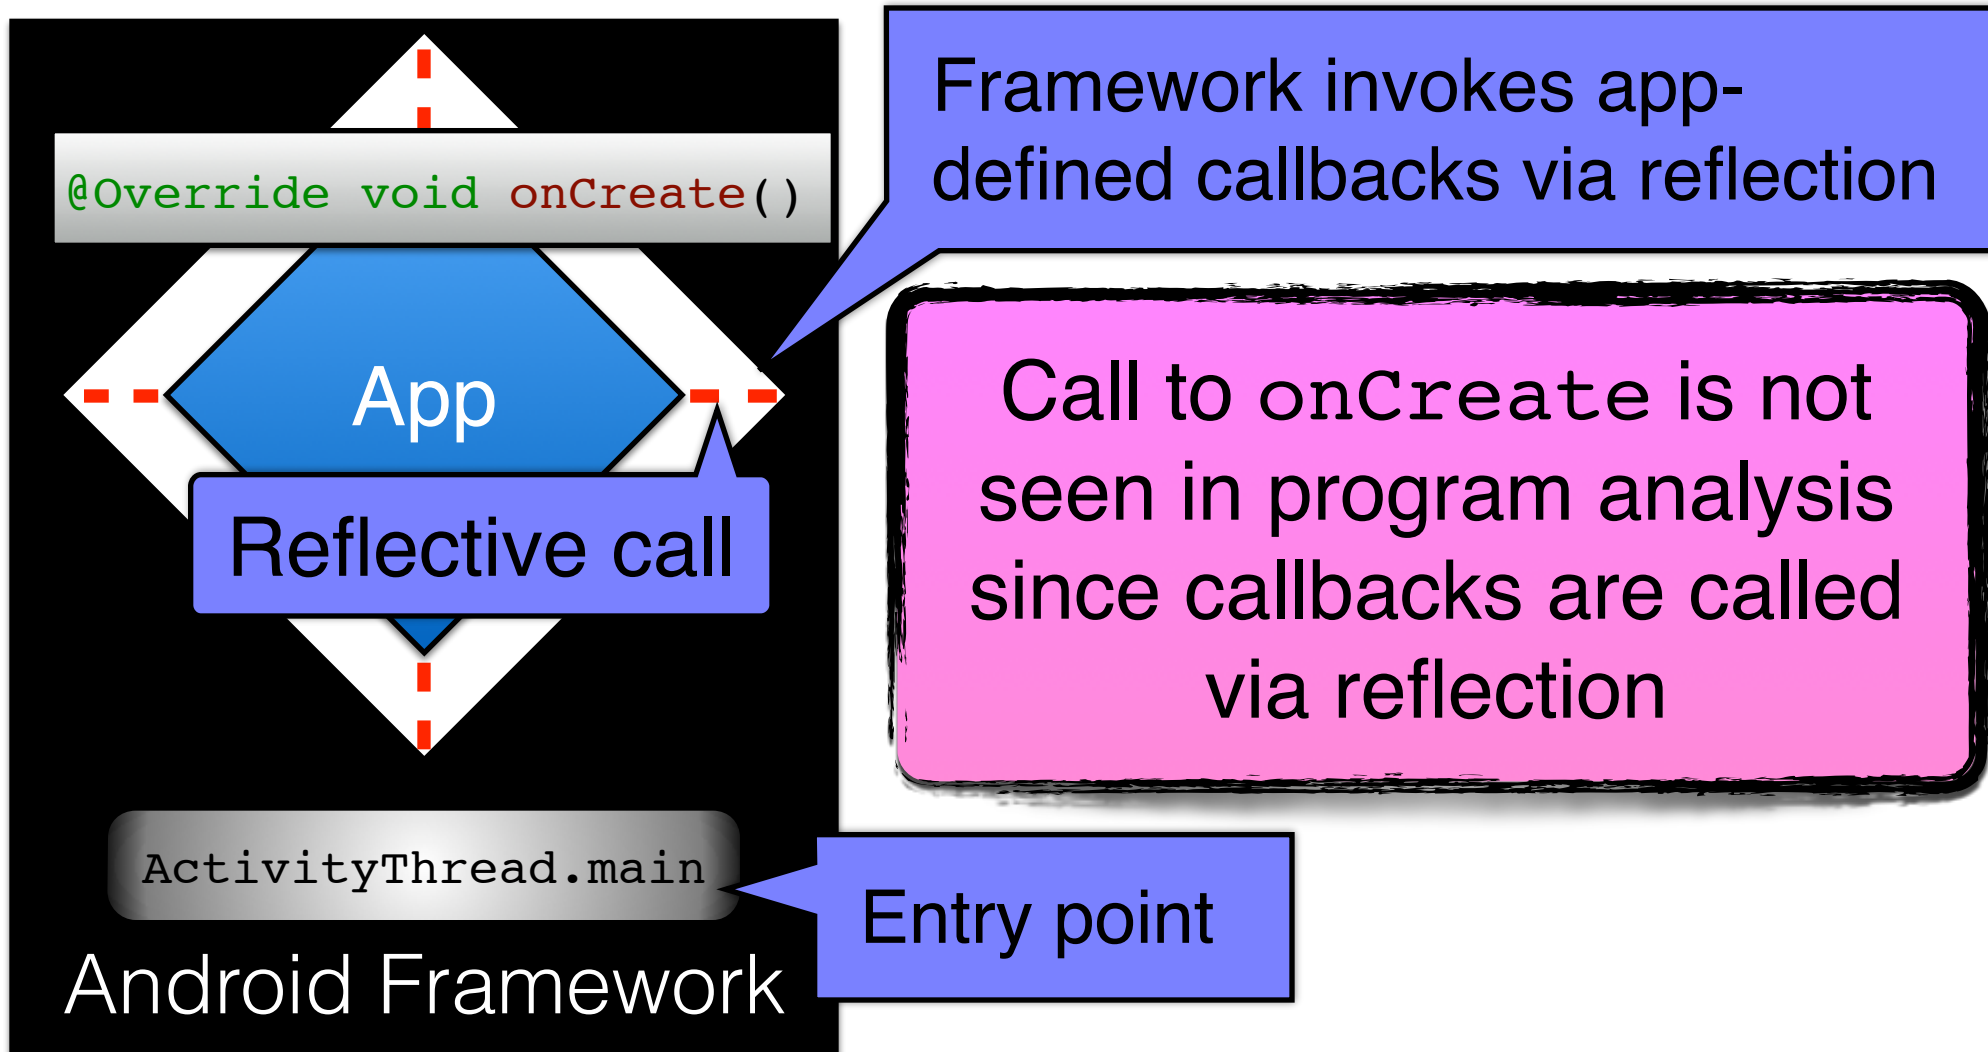 @Override void onCreate()
Framework invokes app-
defined callbacks via reflection
App
Reflective call
Call to onCreate is not
seen in program analysis
since callbacks are called
via reflection
ActivityThread.main
Entry point
Android Framework